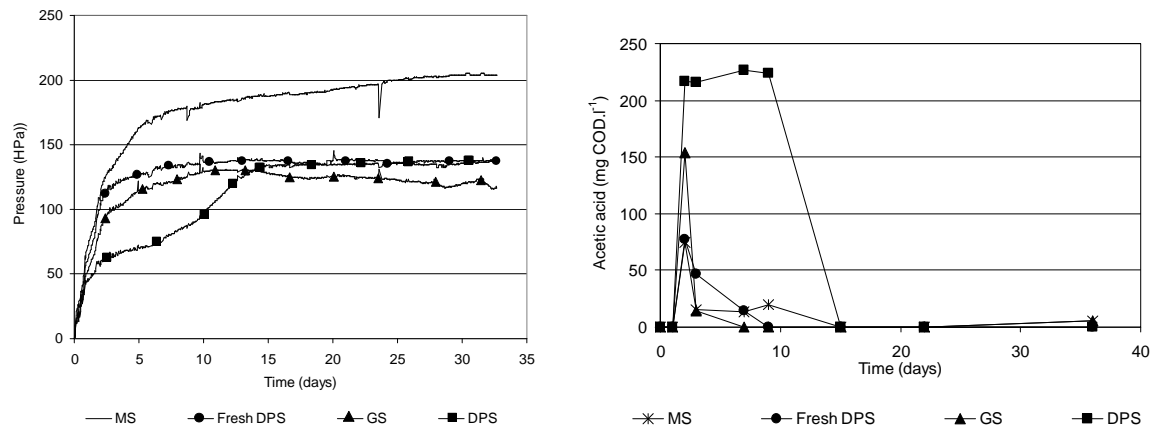 250
200
150
100
50
0
Pressure (HPa))
0 5 10 15 20 25 30 35
Time (days)
MS Fresh DPS GS DPS
250
200
150
100
50
0
Acetic acid (mg COD.l⁻¹)
0 10 20 30 40
Time (days)
MS Fresh DPS GS DPS